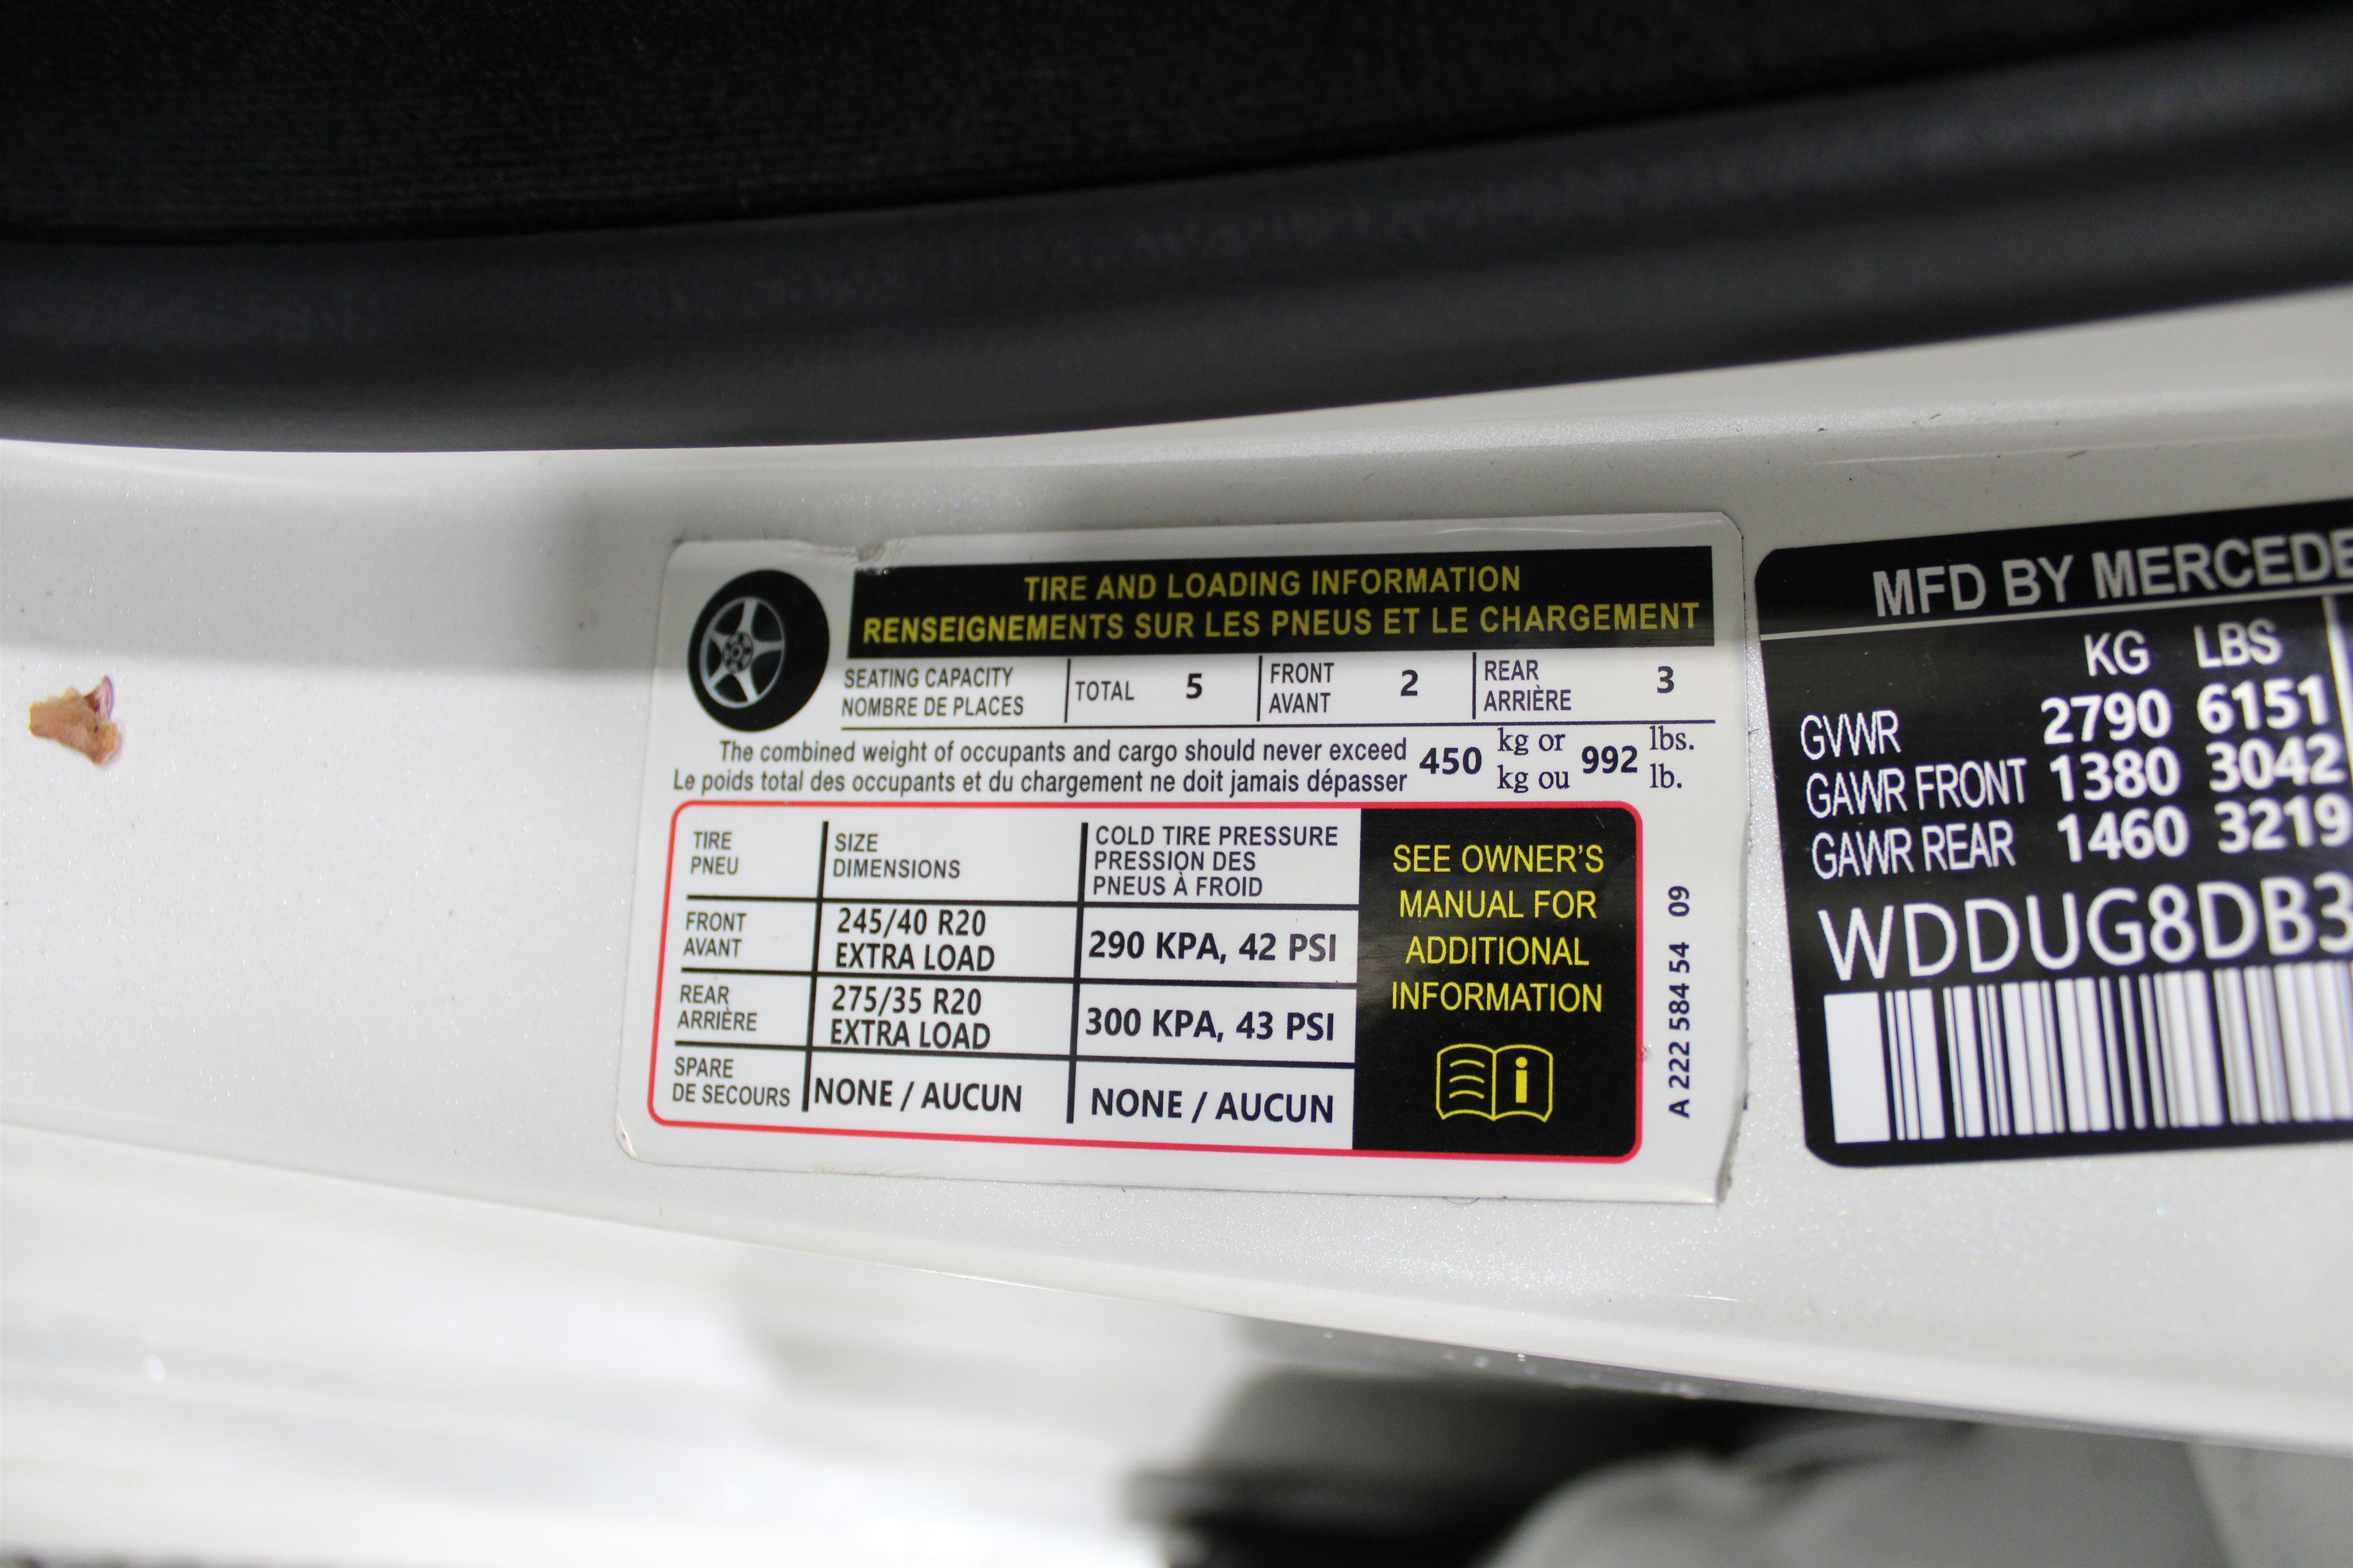 TIRE AND LOADING INFORMATION
RENSEIGNEMENTS SUR LES PNEUS ET LE CHARGEMENT
SEATING CAPACITY
NOMBRE DE PLACES
TOTAL 5
FRONT
AVANT
2
REAR
ARRIÈRE
3
The combined weight of occupants and cargo should never exceed
Le poids total des occupants et du chargement ne doit jamais dépasser
450
kg or
kg ou
992
lbs.
lb.
TIRE
PNEU
SIZE
DIMENSIONS
COLD TIRE PRESSURE
PRESSION DES
PNEUS À FROID
FRONT
AVANT
245/40 R20
EXTRA LOAD
290 KPA, 42 PSI
REAR
ARRIÈRE
275/35 R20
EXTRA LOAD
300 KPA, 43 PSI
SPARE
DE SECOURS
NONE / AUCUN
NONE / AUCUN
SEE OWNER'S
MANUAL FOR
ADDITIONAL
INFORMATION
i
A 222 584 54 09
MFD BY MERCEDE
KG LBS
GVWR 2790 6151
GAWR FRONT 1380 3042
GAWR REAR 1460 3219
WDDUG8DB3